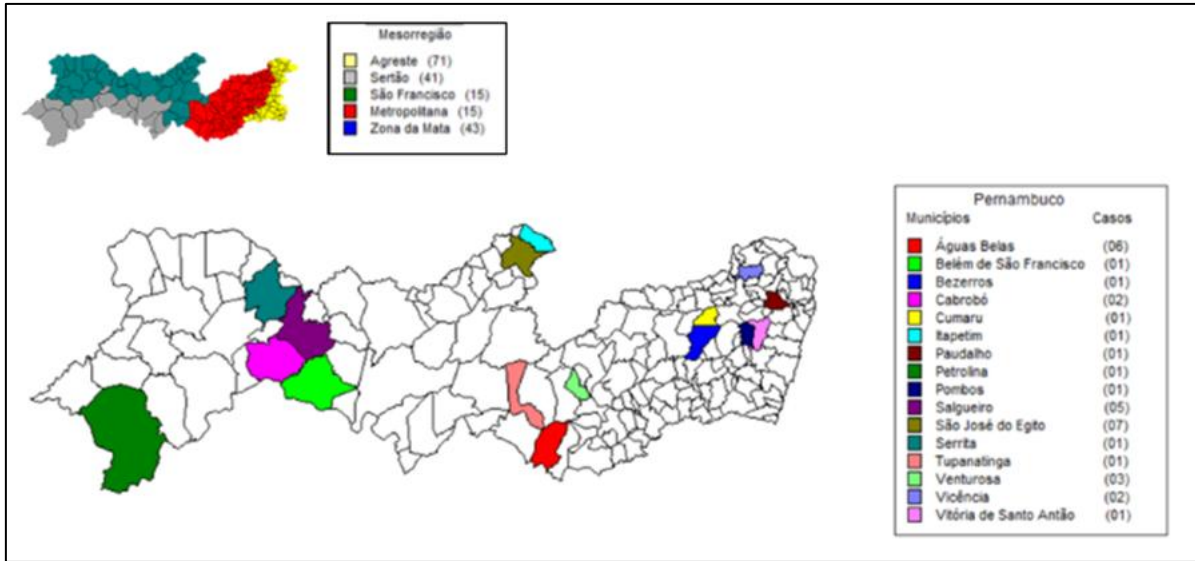 Mesorregião
Agreste (71)
Sertão (41)
São Francisco (15)
Metropolitana (15)
Zona da Mata (43)
Pernambuco
Municípios Casos
Águas Belas (06)
Belém de São Francisco (01)
Bezerros (01)
Cabrobó (02)
Cumaru (01)
Itapetim (01)
Paudalho (01)
Petrolina (01)
Pombos (01)
Salgueiro (05)
São José do Egito (07)
Serrita (01)
Tupanatinga (01)
Venturosa (03)
Vicência (02)
Vitória de Santo Antão (01)